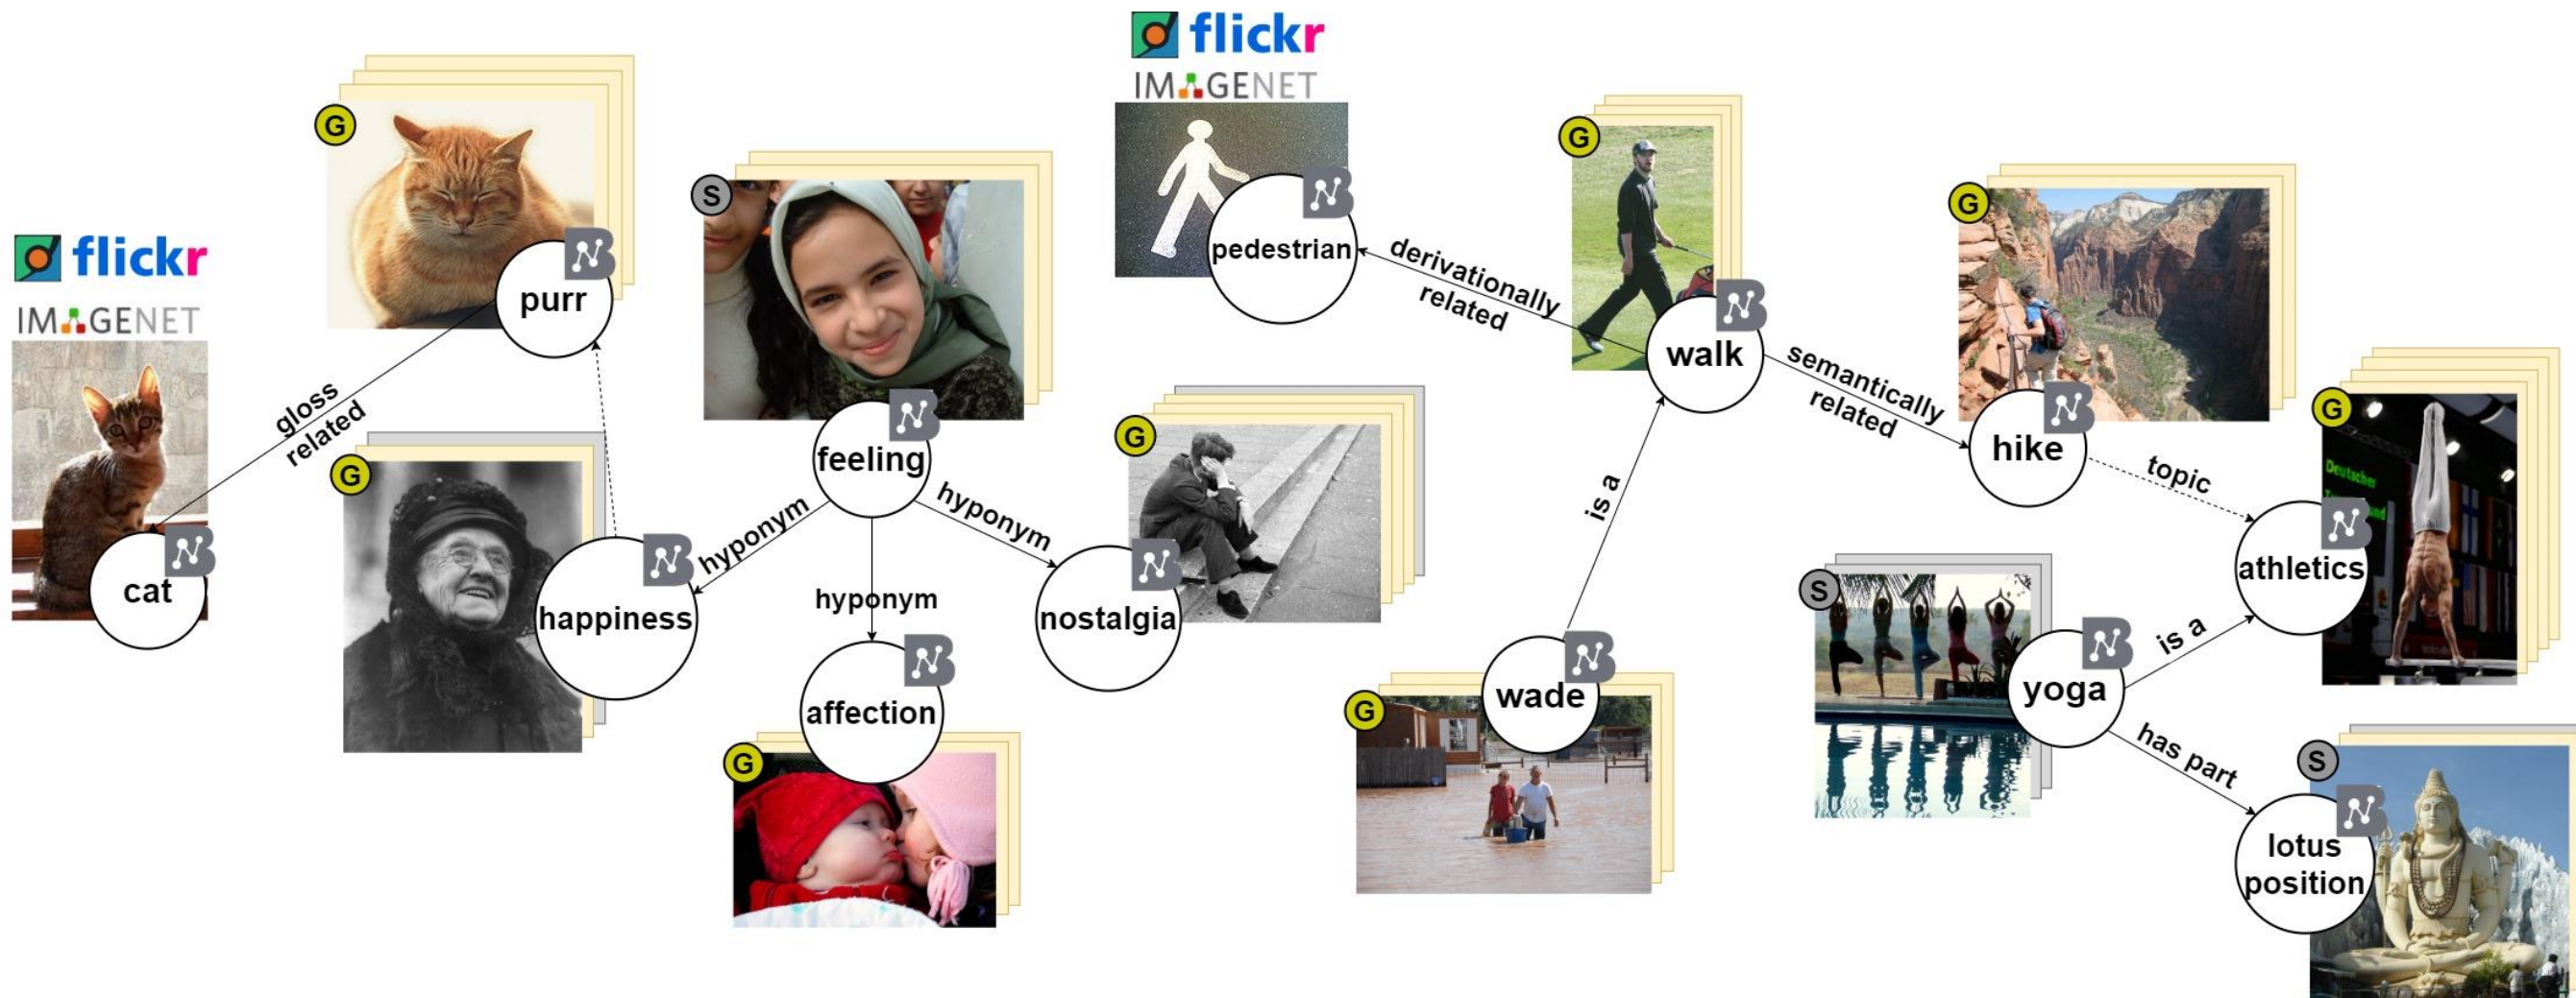 flickr
IMAGENET
cat
gloss
related
G
purr
G
happiness
S
feeling
hyponym
hyponym
hyponym
G
affection
G
nostalgia
flickr
IMAGENET
pedestrian
derivationally
related
G
walk
semantically
related
is a
G
wade
G
hike
topic
G
Deutscher
athletics
S
yoga
is a
has part
S
lotus
position